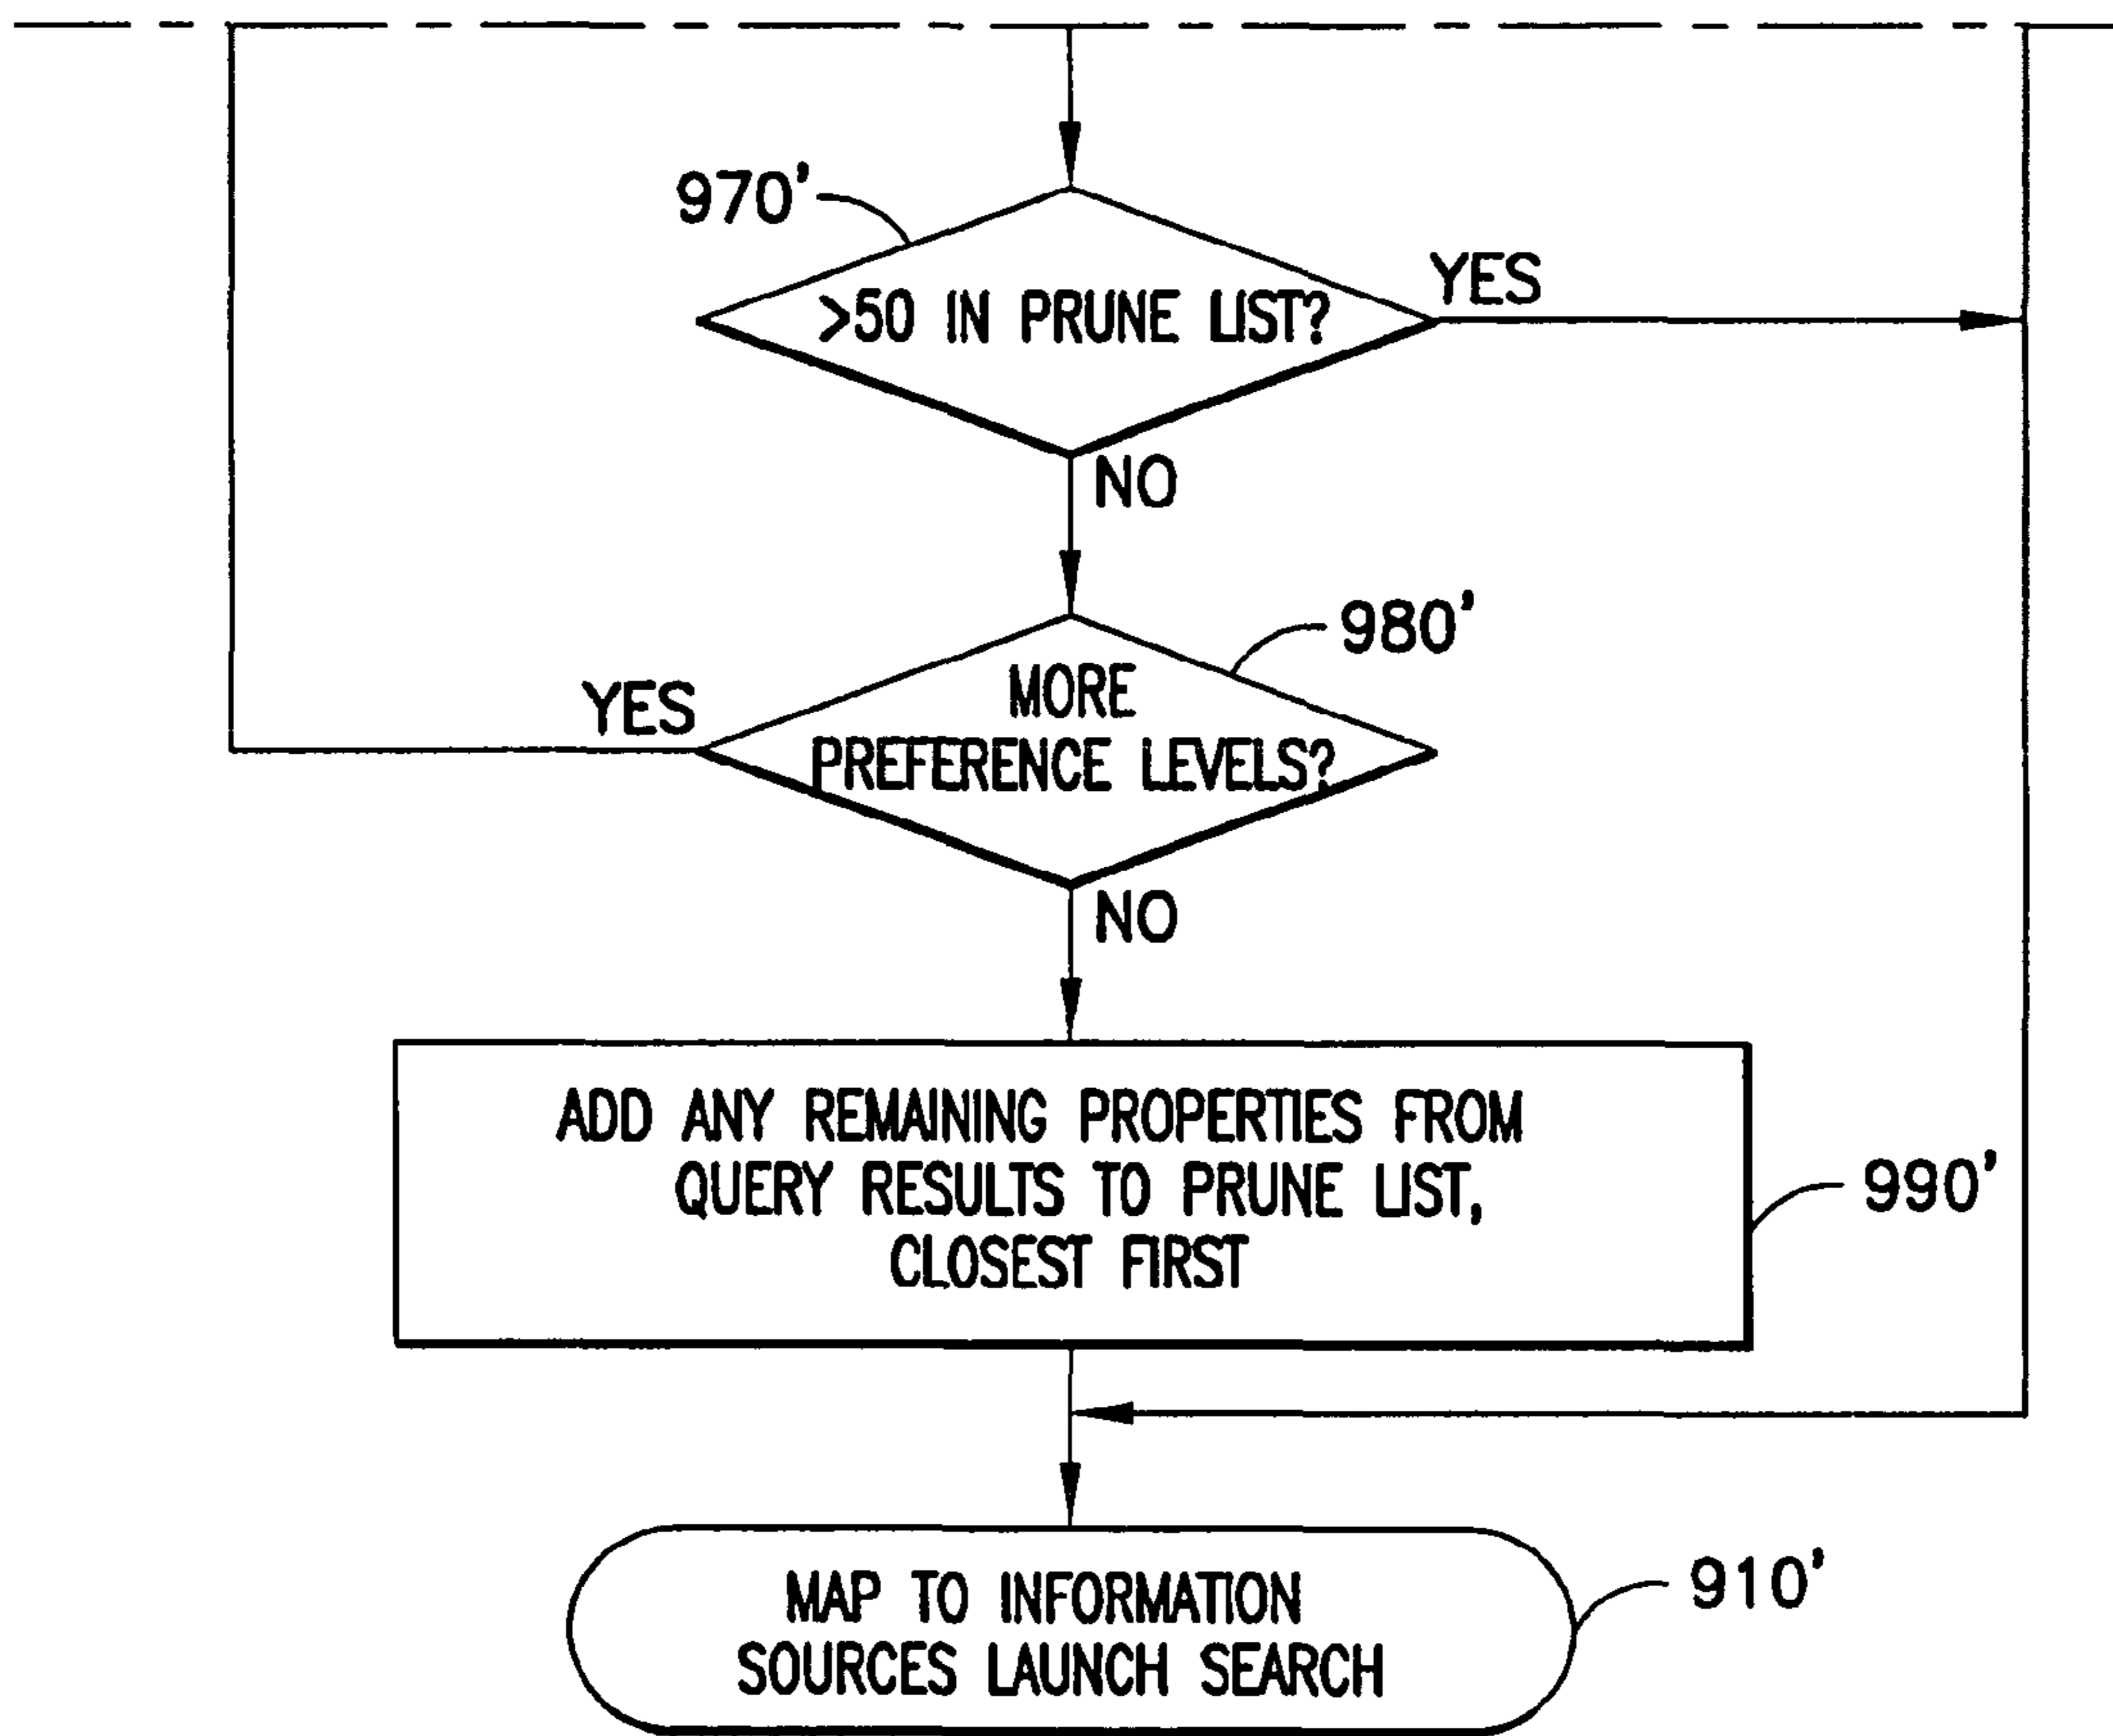 970'
>50 IN PRUNE LIST?
YES
NO
980'
MORE
PREFERENCE LEVELS?
YES
NO
ADD ANY REMAINING PROPERTIES FROM
QUERY RESULTS TO PRUNE LIST,
CLOSEST FIRST
990'
MAP TO INFORMATION
SOURCES LAUNCH SEARCH
910'